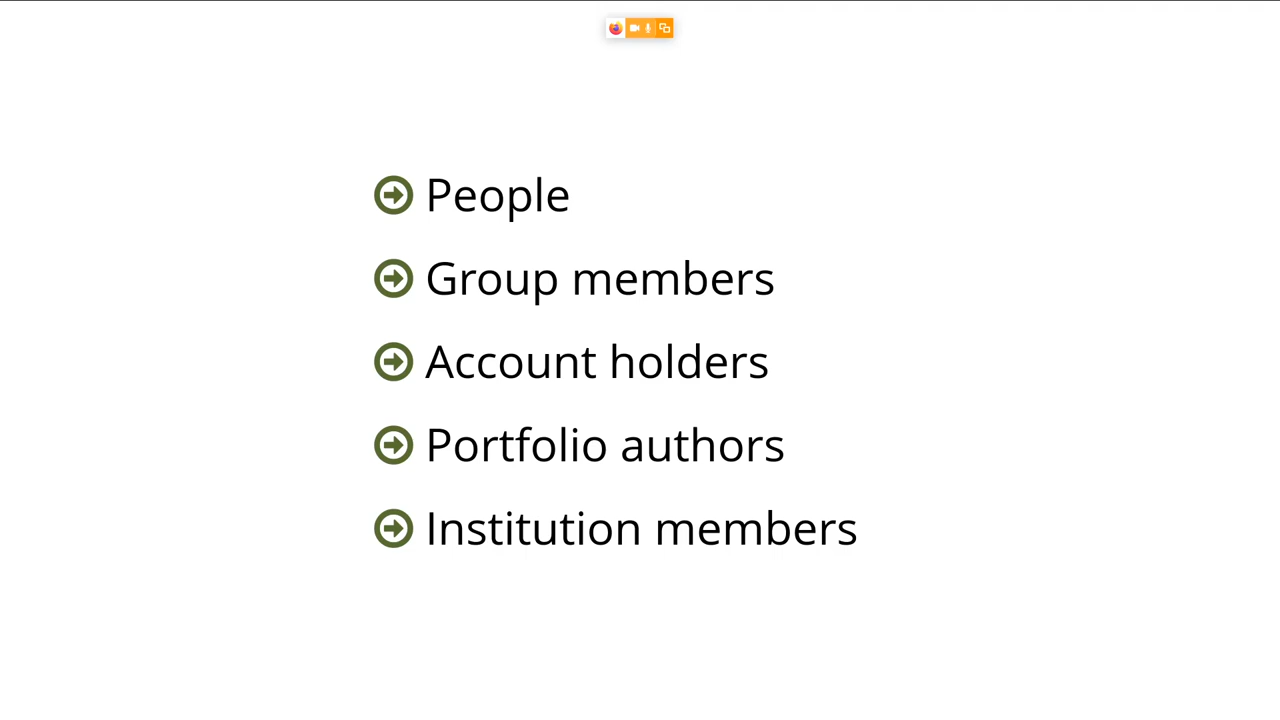 People
Group members
Account holders
Portfolio authors
Institution members